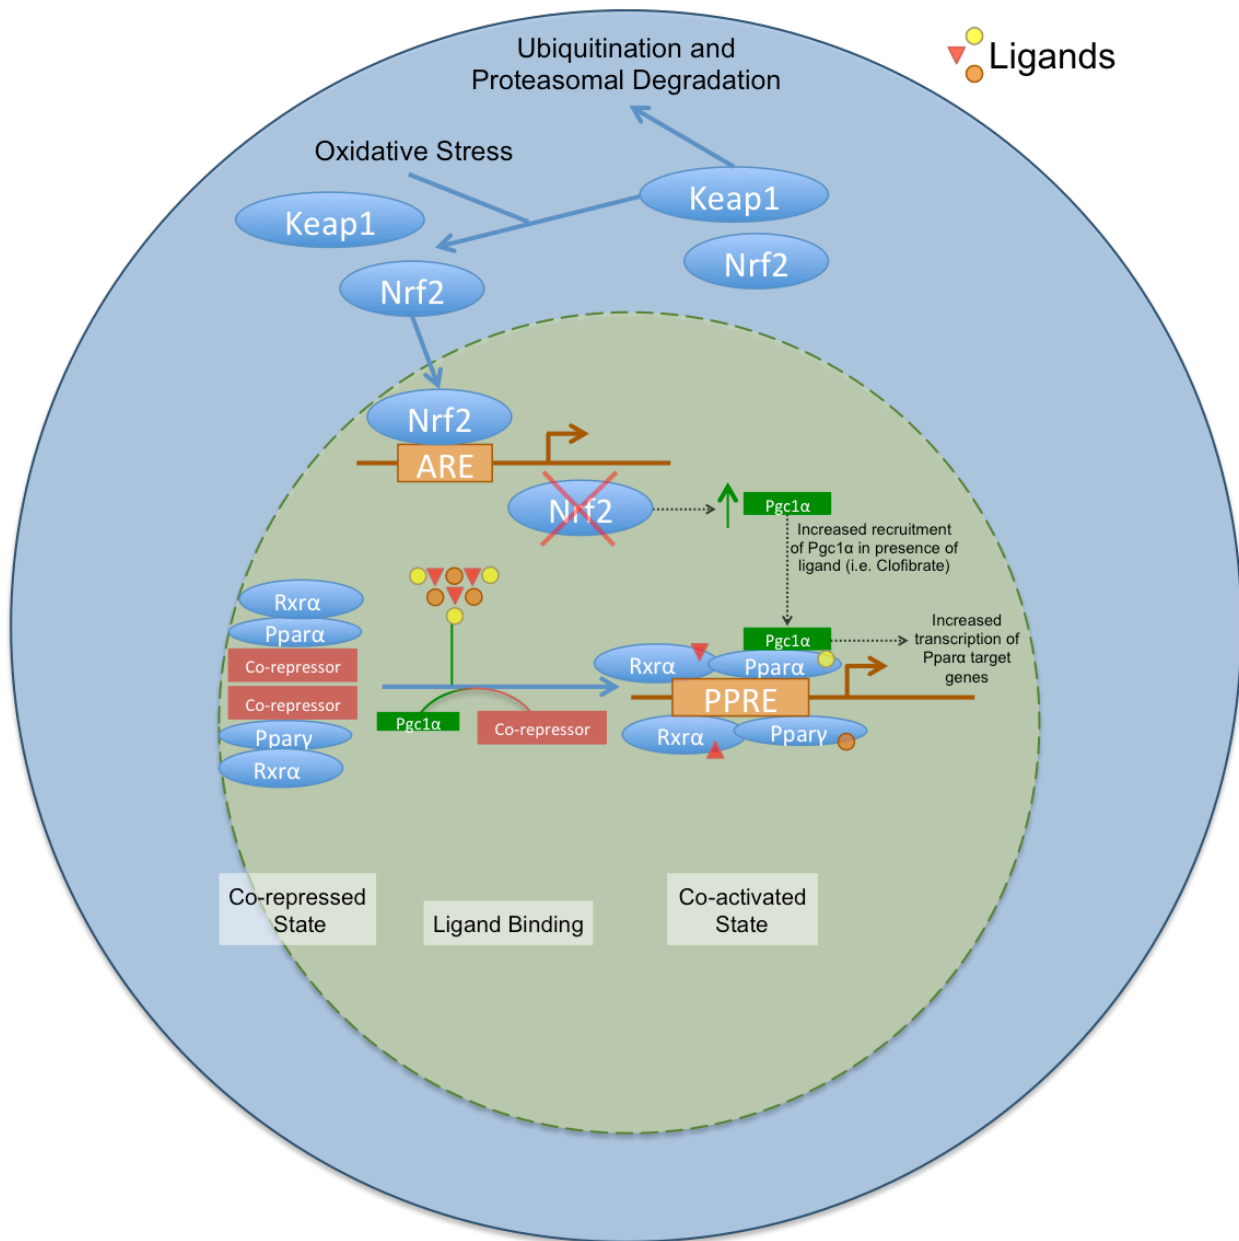 Ubiquitination and
Proteasomal Degradation
Ligands
Oxidative Stress
Keap1
Keap1
Nrf2
Nrf2
Nrf2
ARE
Nrf2
Pgc1α
Increased recruitment
of Pgc1α in presence of
ligand (i.e. Clofibrate)
Rxrα
Pparα
Co-repressor
Co-repressor
Pparγ
Rxrα
Pgc1α
Co-repressor
Pgc1α
Rxrα
Pparα
PPRE
Rxrα
Pparγ
Increased
transcription of
Pparα target
genes
Co-repressed
State
Ligand Binding
Co-activated
State